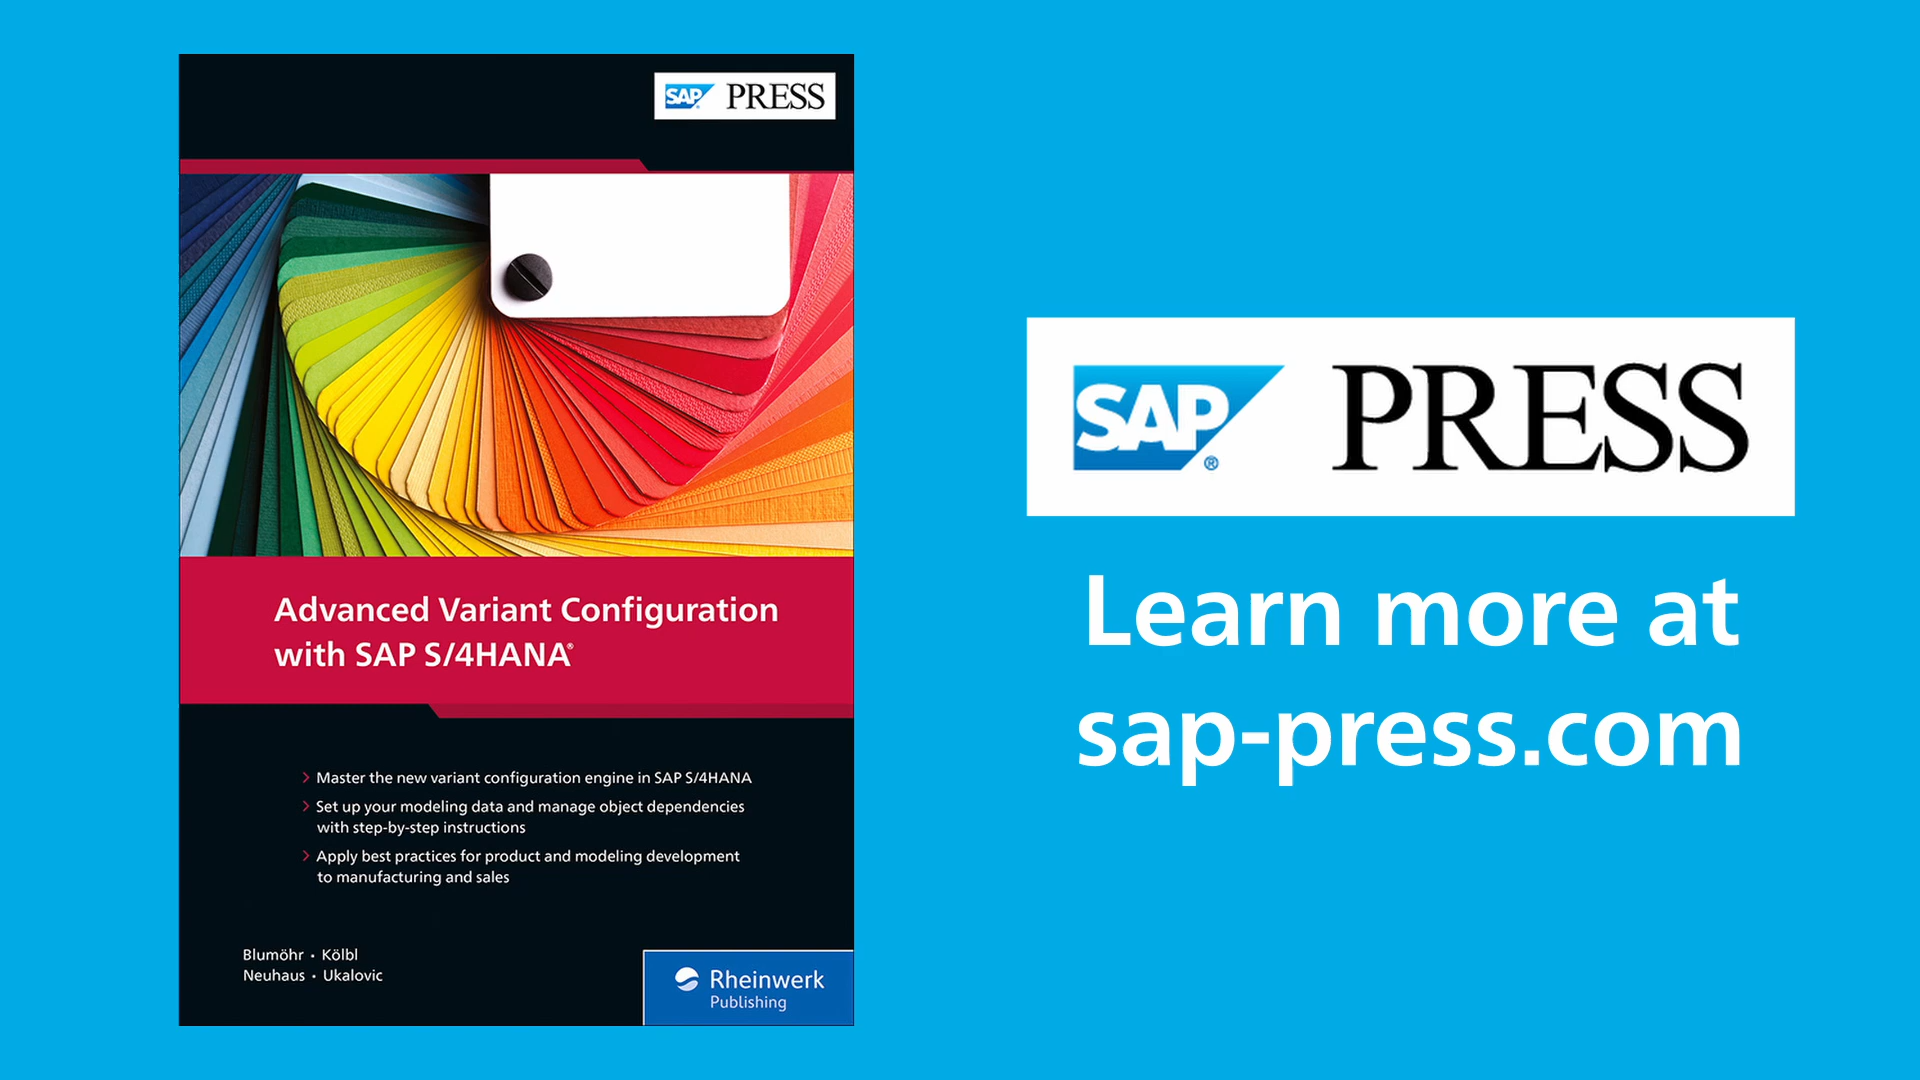 SAP® PRESS
Advanced Variant Configuration
with SAP S/4HANA®
> Master the new variant configuration engine in SAP S/4HANA
> Set up your modeling data and manage object dependencies
with step-by-step instructions
> Apply best practices for product and modeling development
to manufacturing and sales
Blumöhr · Kölbl
Neuhaus · Ukalovic
Rheinwerk
Publishing
SAP® PRESS
Learn more at
sap-press.com